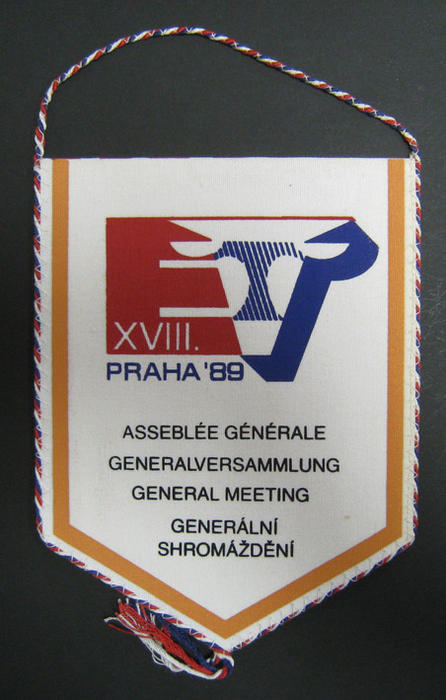 XVIII.
PRAHA '89
ASSEBLÉE GÉNÉRALE
GENERALVERSAMMLUNG
GENERAL MEETING
GENERÁLNÍ
SHROMÁŽDĚNÍ